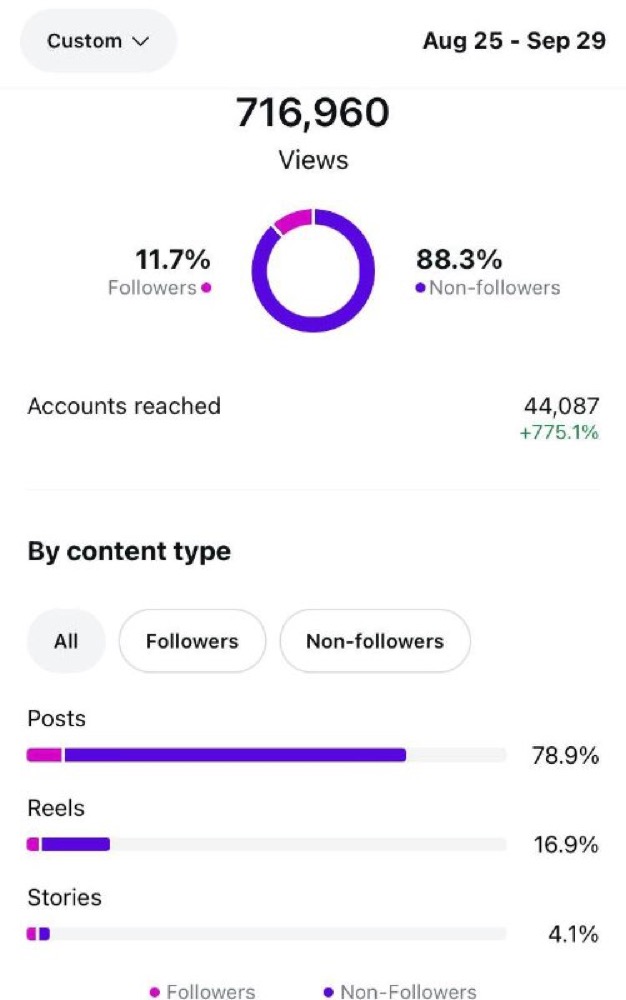 Custom
Aug 25 - Sep 29
716,960
Views
11.7%
Followers
88.3%
Non-followers
Accounts reached
44,087
+775.1%
By content type
All
Followers
Non-followers
Posts
78.9%
Reels
16.9%
Stories
4.1%
Followers
Non-Followers